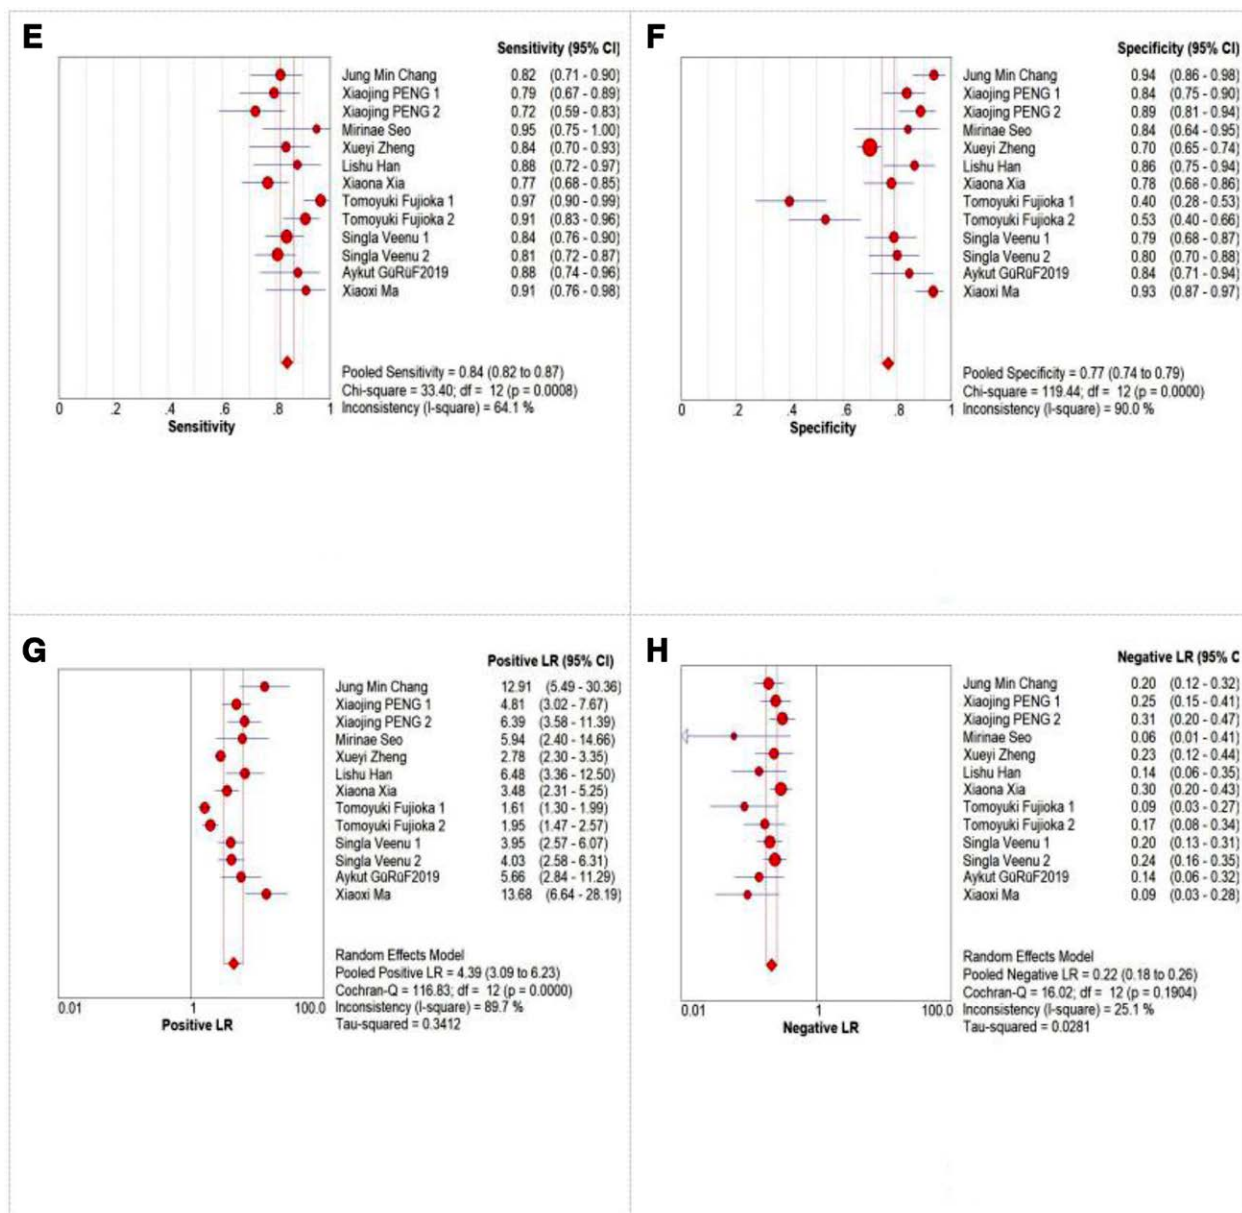 E
Sensitivity (95% CI)
Jung Min Chang 0.82 (0.71 - 0.90)
Xiaojing PENG 1 0.79 (0.67 - 0.89)
Xiaojing PENG 2 0.72 (0.59 - 0.83)
Mirinae Seo 0.95 (0.75 - 1.00)
Xueyi Zheng 0.84 (0.70 - 0.93)
Lishu Han 0.88 (0.72 - 0.97)
Xiaona Xia 0.77 (0.68 - 0.85)
Tomoyuki Fujioka 1 0.97 (0.90 - 0.99)
Tomoyuki Fujioka 2 0.91 (0.83 - 0.96)
Singla Veenu 1 0.84 (0.76 - 0.90)
Singla Veenu 2 0.81 (0.72 - 0.87)
Aykut GüRüF2019 0.88 (0.74 - 0.96)
Xiaoxi Ma 0.91 (0.76 - 0.98)
Pooled Sensitivity = 0.84 (0.82 to 0.87)
Chi-square = 33.40; df = 12 (p = 0.0008)
Inconsistency (I-square) = 64.1 %
0 .2 .4 .6 .8 1
Sensitivity
F
Specificity (95% CI)
Jung Min Chang 0.94 (0.86 - 0.98)
Xiaojing PENG 1 0.84 (0.75 - 0.90)
Xiaojing PENG 2 0.89 (0.81 - 0.94)
Mirinae Seo 0.84 (0.64 - 0.95)
Xueyi Zheng 0.70 (0.65 - 0.74)
Lishu Han 0.86 (0.75 - 0.94)
Xiaona Xia 0.78 (0.68 - 0.86)
Tomoyuki Fujioka 1 0.40 (0.28 - 0.53)
Tomoyuki Fujioka 2 0.53 (0.40 - 0.66)
Singla Veenu 1 0.79 (0.68 - 0.87)
Singla Veenu 2 0.80 (0.70 - 0.88)
Aykut GüRüF2019 0.84 (0.71 - 0.94)
Xiaoxi Ma 0.93 (0.87 - 0.97)
Pooled Specificity = 0.77 (0.74 to 0.79)
Chi-square = 119.44; df = 12 (p = 0.0000)
Inconsistency (I-square) = 90.0 %
0 .2 .4 .6 .8 1
Specificity
G
Positive LR (95% CI)
Jung Min Chang 12.91 (5.49 - 30.36)
Xiaojing PENG 1 4.81 (3.02 - 7.67)
Xiaojing PENG 2 6.39 (3.58 - 11.39)
Mirinae Seo 5.94 (2.40 - 14.66)
Xueyi Zheng 2.78 (2.30 - 3.35)
Lishu Han 6.48 (3.36 - 12.50)
Xiaona Xia 3.48 (2.31 - 5.25)
Tomoyuki Fujioka 1 1.61 (1.30 - 1.99)
Tomoyuki Fujioka 2 1.95 (1.47 - 2.57)
Singla Veenu 1 3.95 (2.57 - 6.07)
Singla Veenu 2 4.03 (2.58 - 6.31)
Aykut GüRüF2019 5.66 (2.84 - 11.29)
Xiaoxi Ma 13.68 (6.64 - 28.19)
Random Effects Model
Pooled Positive LR = 4.39 (3.09 to 6.23)
Cochran-Q = 116.83; df = 12 (p = 0.0000)
Inconsistency (I-square) = 89.7 %
Tau-squared = 0.3412
0.01 1 100.0
Positive LR
H
Negative LR (95% C
Jung Min Chang 0.20 (0.12 - 0.32)
Xiaojing PENG 1 0.25 (0.15 - 0.41)
Xiaojing PENG 2 0.31 (0.20 - 0.47)
Mirinae Seo 0.06 (0.01 - 0.41)
Xueyi Zheng 0.23 (0.12 - 0.44)
Lishu Han 0.14 (0.06 - 0.35)
Xiaona Xia 0.30 (0.20 - 0.43)
Tomoyuki Fujioka 1 0.09 (0.03 - 0.27)
Tomoyuki Fujioka 2 0.17 (0.08 - 0.34)
Singla Veenu 1 0.20 (0.13 - 0.31)
Singla Veenu 2 0.24 (0.16 - 0.35)
Aykut GüRüF2019 0.14 (0.06 - 0.32)
Xiaoxi Ma 0.09 (0.03 - 0.28)
Random Effects Model
Pooled Negative LR = 0.22 (0.18 to 0.26)
Cochran-Q = 16.02; df = 12 (p = 0.1904)
Inconsistency (I-square) = 25.1 %
Tau-squared = 0.0281
0.01 1 100.0
Negative LR